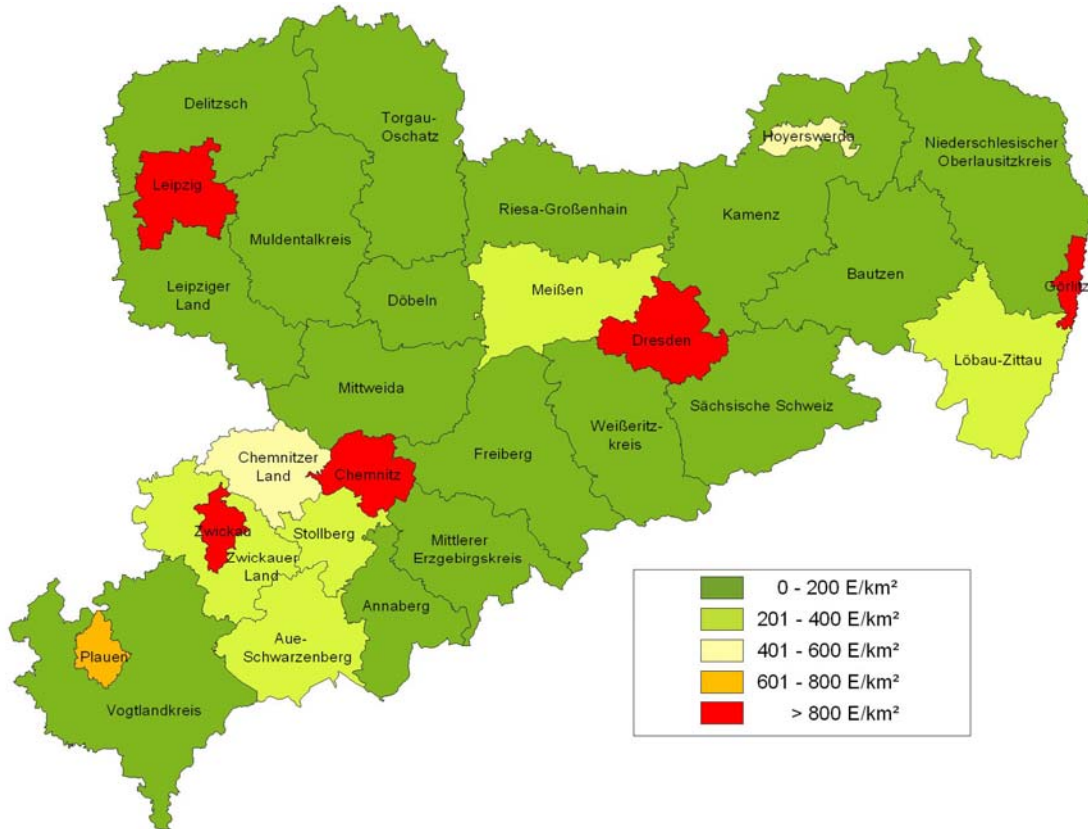 Delitzsch
Torgau-
Oschatz
Hoyerswerda
Niederschlesischer
Oberlausitzkreis
Leipzig
Riesa-Großenhain
Kamenz
Muldentalkreis
Bautzen
Leipziger
Land
Döbeln
Meißen
Görlitz
Dresden
Löbau-Zittau
Mittweida
Sächsische Schweiz
Weißeritz-
kreis
Chemnitzer
Land
Freiberg
Chemnitz
Zwickau
Stollberg
Mittlerer
Erzgebirgskreis
Zwickauer
Land
Annaberg
Aue-
Schwarzenberg
Plauen
Vogtlandkreis
0 - 200 E/km²
201 - 400 E/km²
401 - 600 E/km²
601 - 800 E/km²
> 800 E/km²